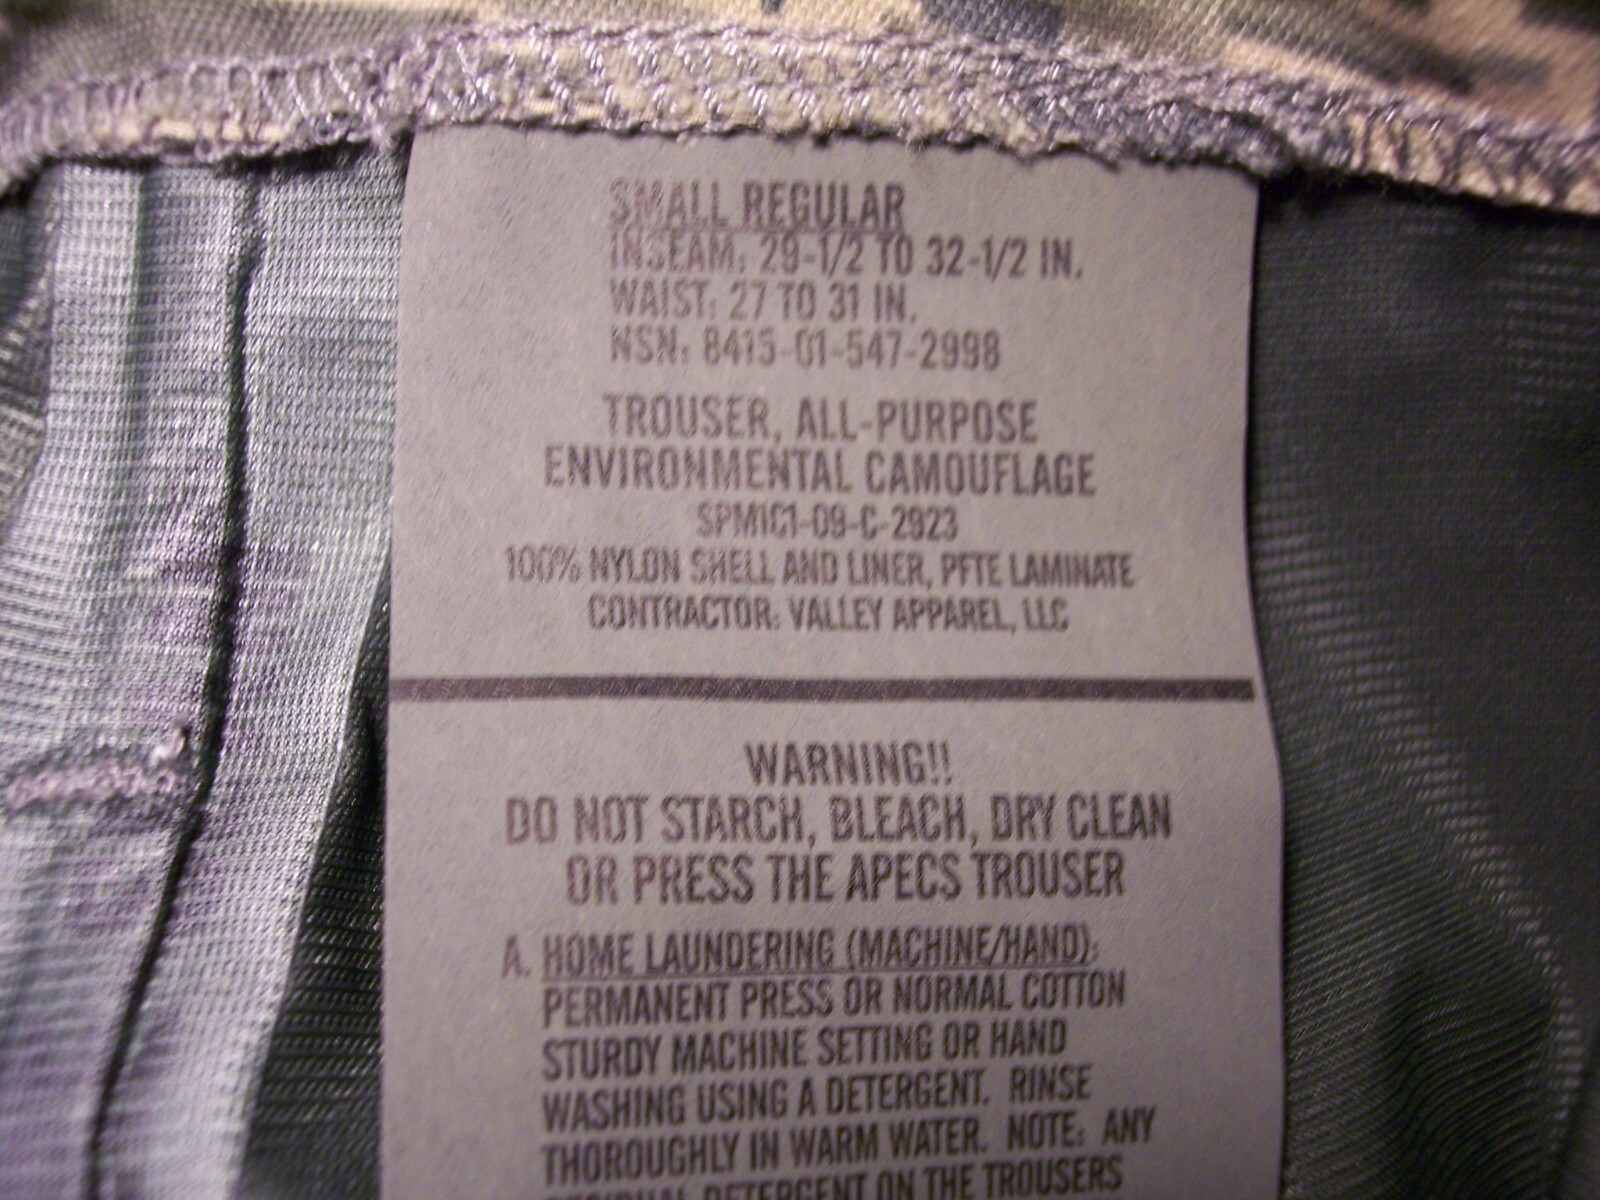 SMALL REGULAR
INSEAM: 29-1/2 TO 32-1/2 IN.
WAIST: 27 TO 31 IN.
NSN: 8415-01-547-2998
TROUSER, ALL-PURPOSE
ENVIRONMENTAL CAMOUFLAGE
SPM1C1-09-C-2923
100% NYLON SHELL AND LINER, PFTE LAMINATE
CONTRACTOR: VALLEY APPAREL, LLC
WARNING!!
DO NOT STARCH, BLEACH, DRY CLEAN
OR PRESS THE APECS TROUSER
A. HOME LAUNDERING (MACHINE/HAND):
PERMANENT PRESS OR NORMAL COTTON
STURDY MACHINE SETTING OR HAND
WASHING USING A DETERGENT. RINSE
THOROUGHLY IN WARM WATER. NOTE: ANY
RESIDUAL DETERGENT ON THE TROUSERS